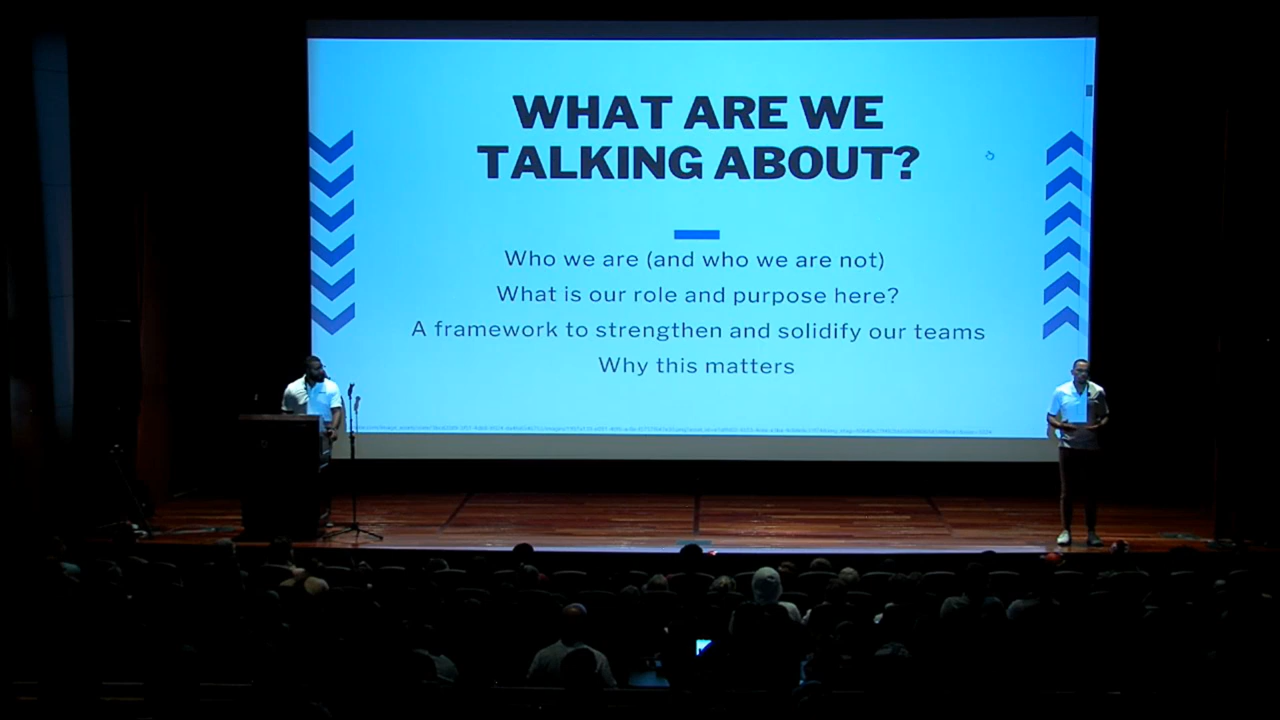 WHAT ARE WE
TALKING ABOUT?
Who we are (and who we are not)
What is our role and purpose here?
A framework to strengthen and solidify our teams
Why this matters